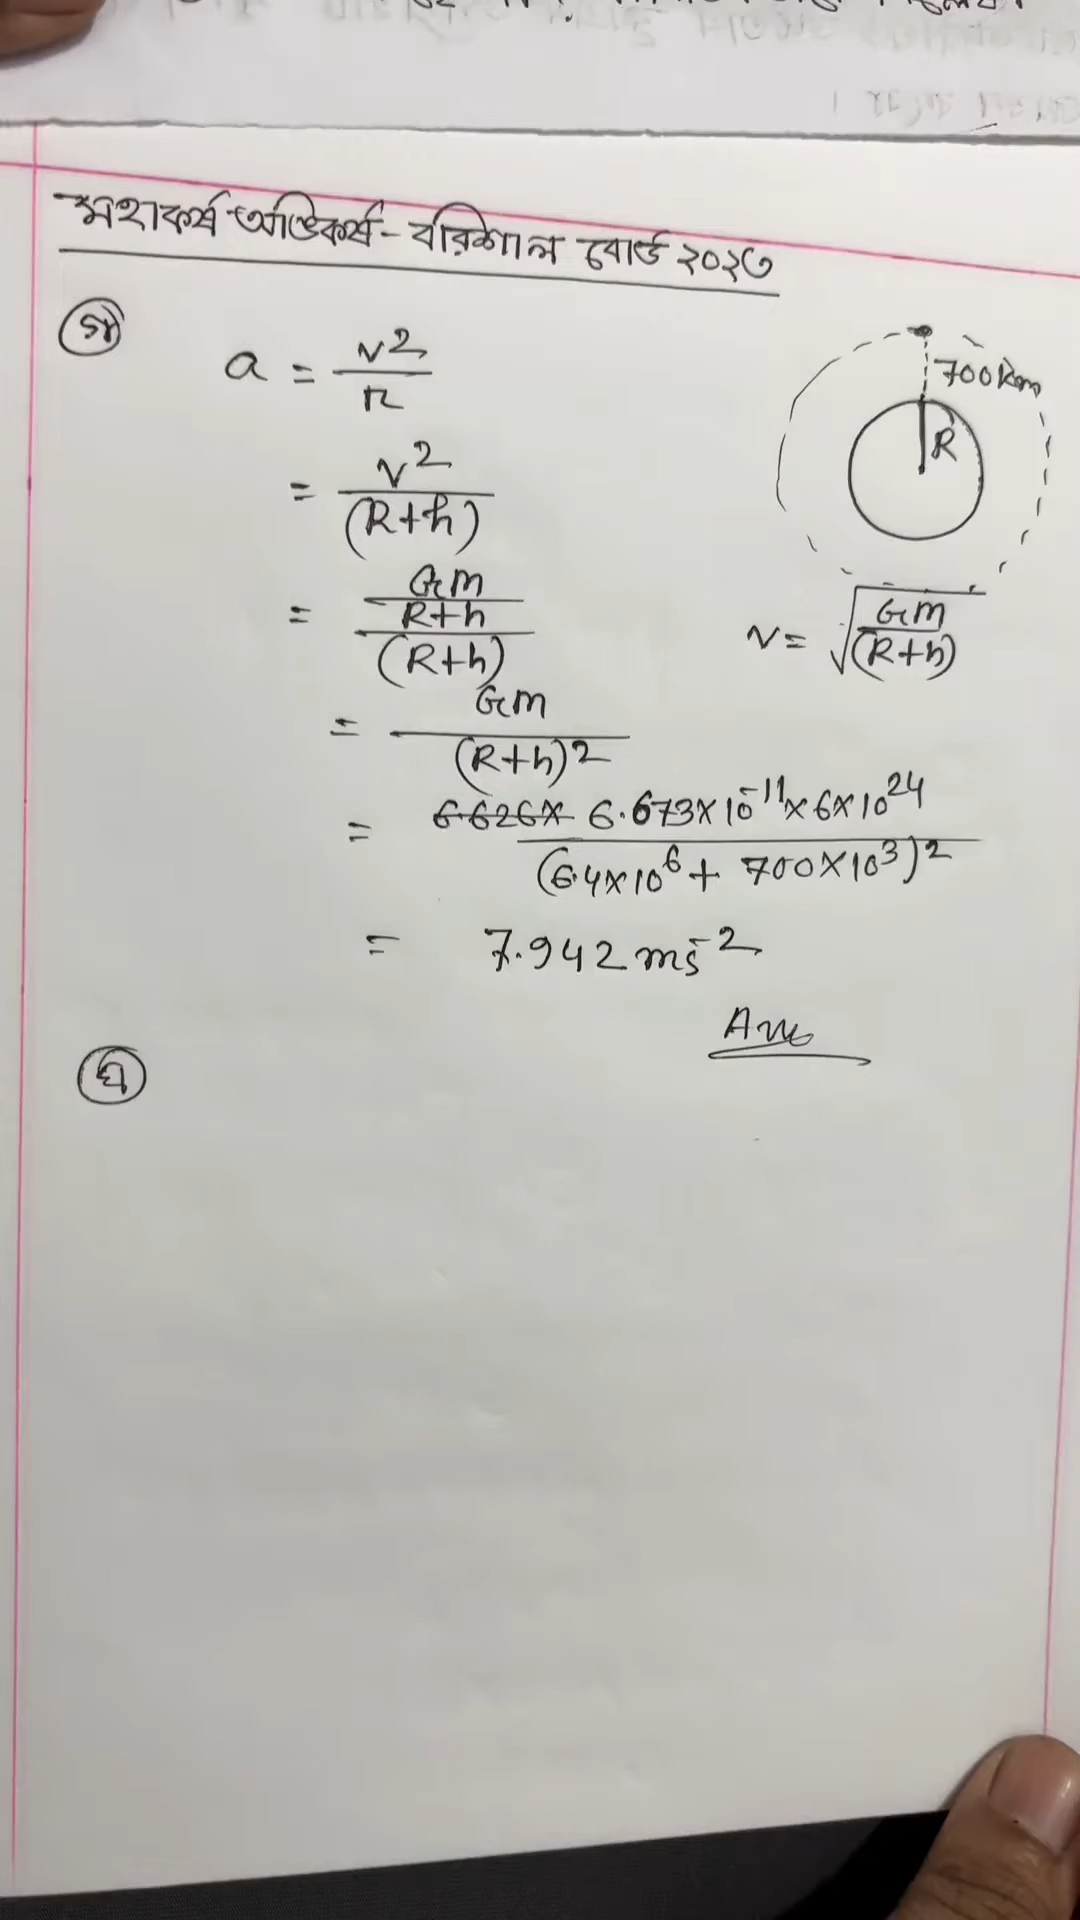 মহাকর্ষ অভিকর্ষ - বরিশাল বোর্ড ২০২৩
গ
a = v²/r
700km
R
= v²/(R+h)
= (GM/R+h)/(R+h)
v = √(GM/(R+h))
= GM/(R+h)²
= 6.626× 6.673×10⁻¹¹×6×10²⁴/(6.4×10⁶ + 700×10³)²
= 7.942 ms⁻²
Ans
ঘ